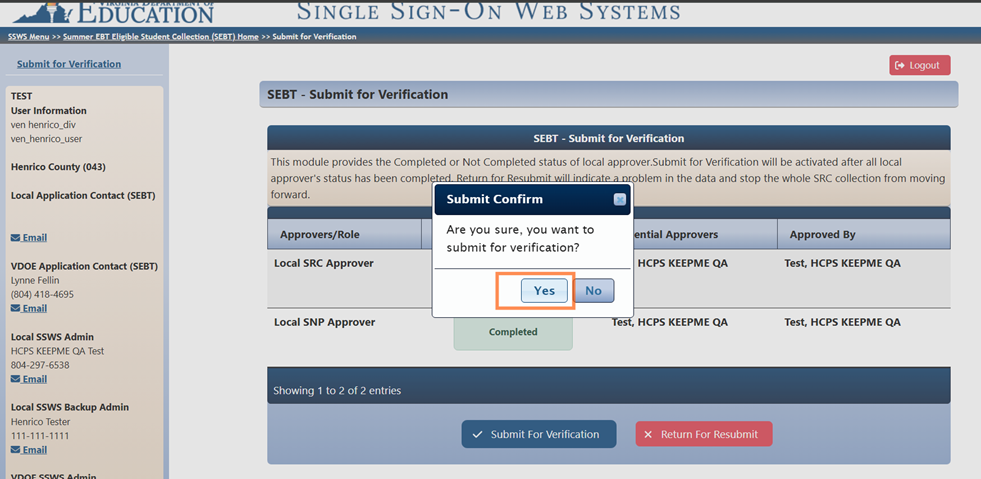 VIRGINIA DEPARTMENT OF
EDUCATION
SINGLE SIGN-ON WEB SYSTEMS
SSWS Menu >> Summer EBT Eligible Student Collection (SEBT) Home >> Submit for Verification
Submit for Verification
Logout
TEST
User Information
ven henrico_div
ven_henrico_user
Henrico County (043)
Local Application Contact (SEBT)
Email
VDOE Application Contact (SEBT)
Lynne Fellin
(804) 418-4695
Email
Local SSWS Admin
HCPS KEEPME QA Test
804-297-6538
Email
Local SSWS Backup Admin
Henrico Tester
111-111-1111
Email
VDOE SSWS Admin
SEBT - Submit for Verification
SEBT - Submit for Verification
This module provides the Completed or Not Completed status of local approver.Submit for Verification will be activated after all local
approver's status has been completed. Return for Resubmit will indicate a problem in the data and stop the whole SRC collection from moving
forward.
Submit Confirm
Are you sure, you want to
submit for verification?
Yes No
Approvers/Role ential Approvers Approved By
Local SRC Approver , HCPS KEEPME QA Test, HCPS KEEPME QA
Local SNP Approver Completed Test, HCPS KEEPME QA Test, HCPS KEEPME QA
Showing 1 to 2 of 2 entries
Submit For Verification Return For Resubmit